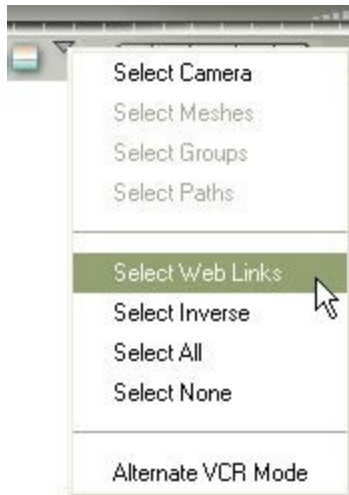 Select Camera
Select Meshes
Select Groups
Select Paths
Select Web Links
Select Inverse
Select All
Select None
Alternate VCR Mode